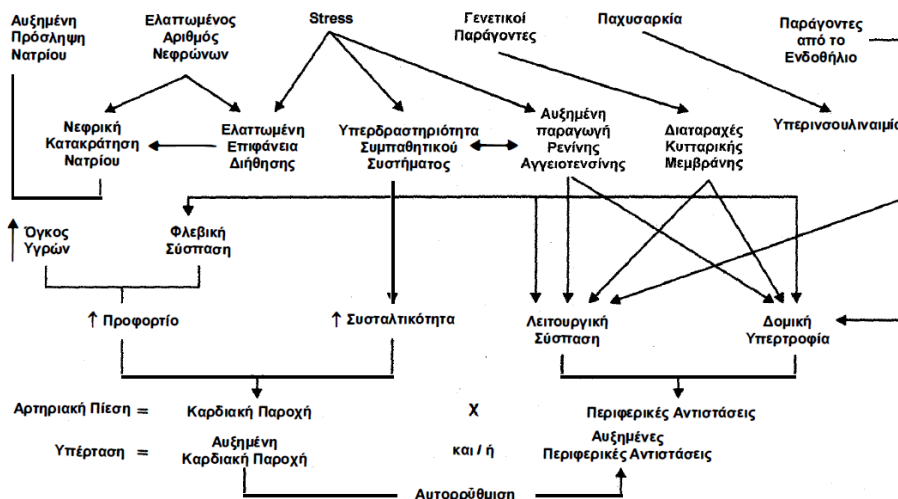 Αυξημένη
Πρόσληψη
Νατρίου
Ελαττωμένος
Αριθμός
Νεφρώνων
Stress
Γενετικοί
Παράγοντες
Παχυσαρκία
Παράγοντες
από το
Ενδοθήλιο
Νεφρική
Κατακράτηση
Νατρίου
Ελαττωμένη
Επιφάνεια
Διήθησης
Υπερδραστηριότητα
Συμπαθητικού
Συστήματος
Αυξημένη
παραγωγή
Ρενίνης
Αγγειοτενσίνης
Διαταραχές
Κυτταρικής
Μεμβράνης
Υπερινσουλιναιμία
↑ Όγκος
Υγρών
Φλεβική
Σύσπαση
↑ Προφορτίο
↑ Συσταλτικότητα
Λειτουργική
Σύσπαση
Δομική
Υπερτροφία
Αρτηριακή Πίεση = Καρδιακή Παροχή Χ Περιφερικές Αντιστάσεις
Υπέρταση = Αυξημένη
Καρδιακή Παροχή
και / ή
Αυξημένες
Περιφερικές Αντιστάσεις
Αυτορρύθμιση